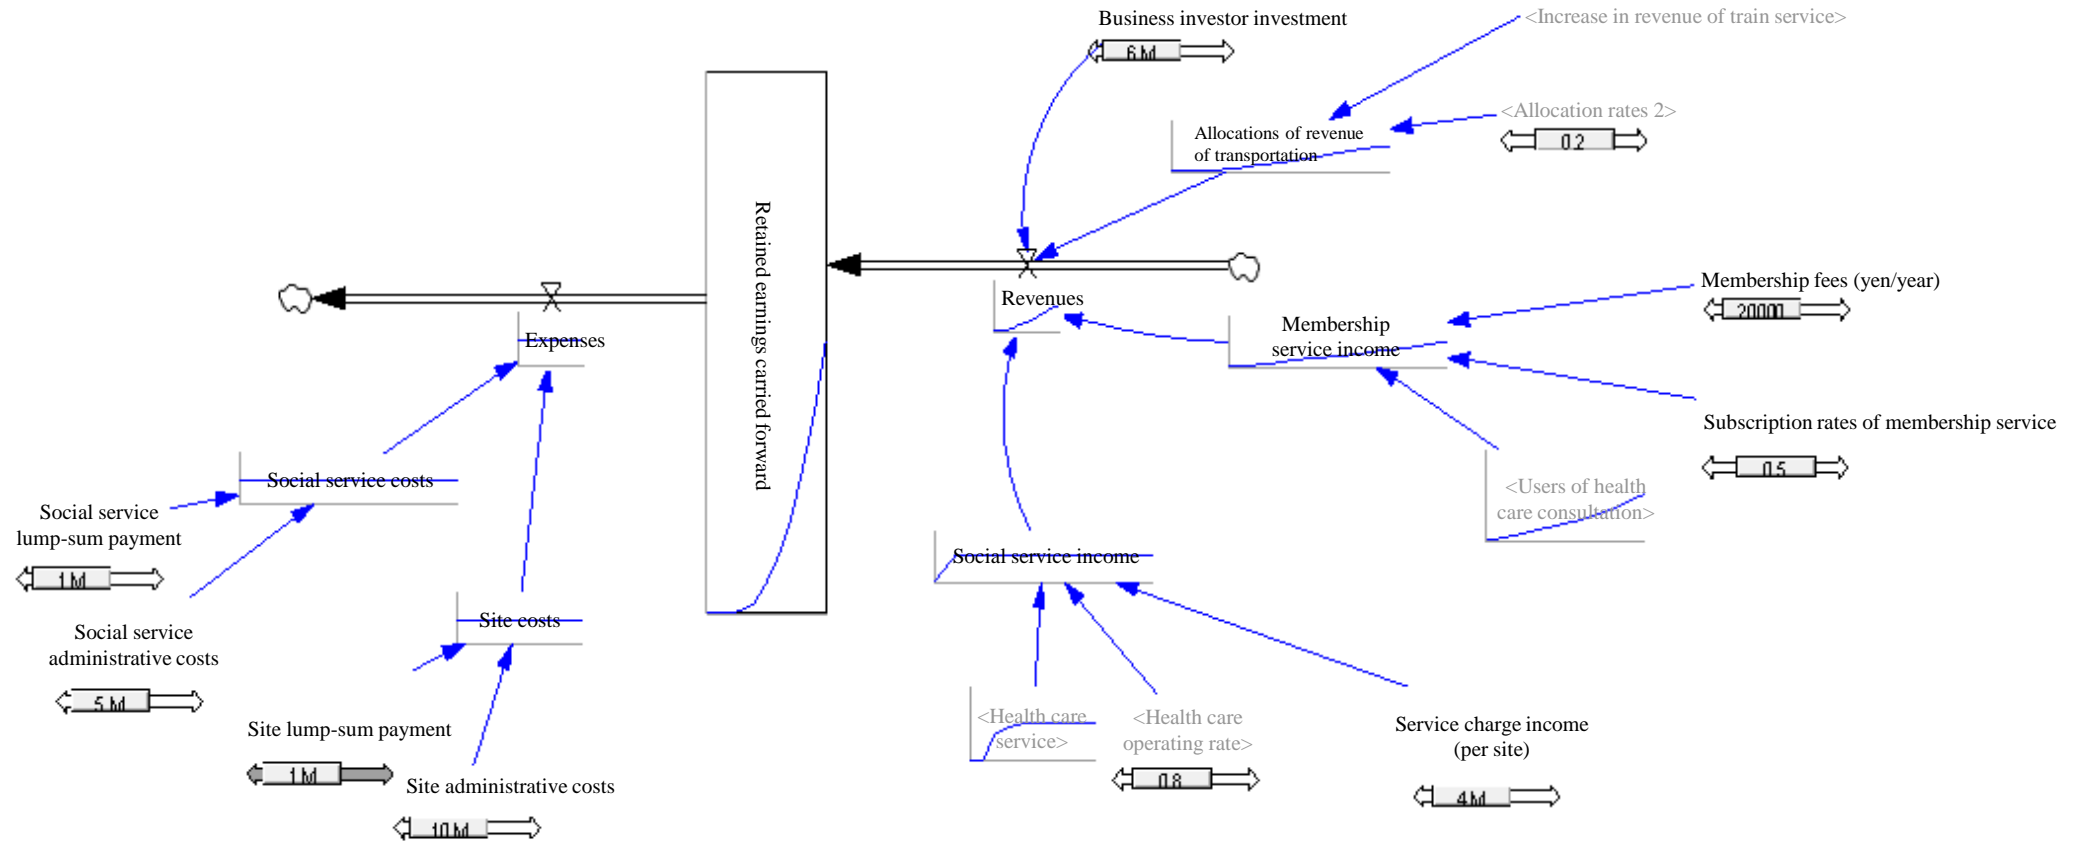 Business investor investment
6 M
<Increase in revenue of train service>
<Allocation rates 2>
0.2
Allocations of revenue
of transportation
Retained earnings carried forward
Revenues
Expenses
Membership fees (yen/year)
20000
Membership
service income
Subscription rates of membership service
0.5
<Users of health
care consultation>
Social service costs
Social service
lump-sum payment
1 M
Social service
administrative costs
5 M
Site costs
Site lump-sum payment
1 M
Site administrative costs
10 M
Social service income
<Health care
service>
<Health care
operating rate>
0.8
Service charge income
(per site)
4 M